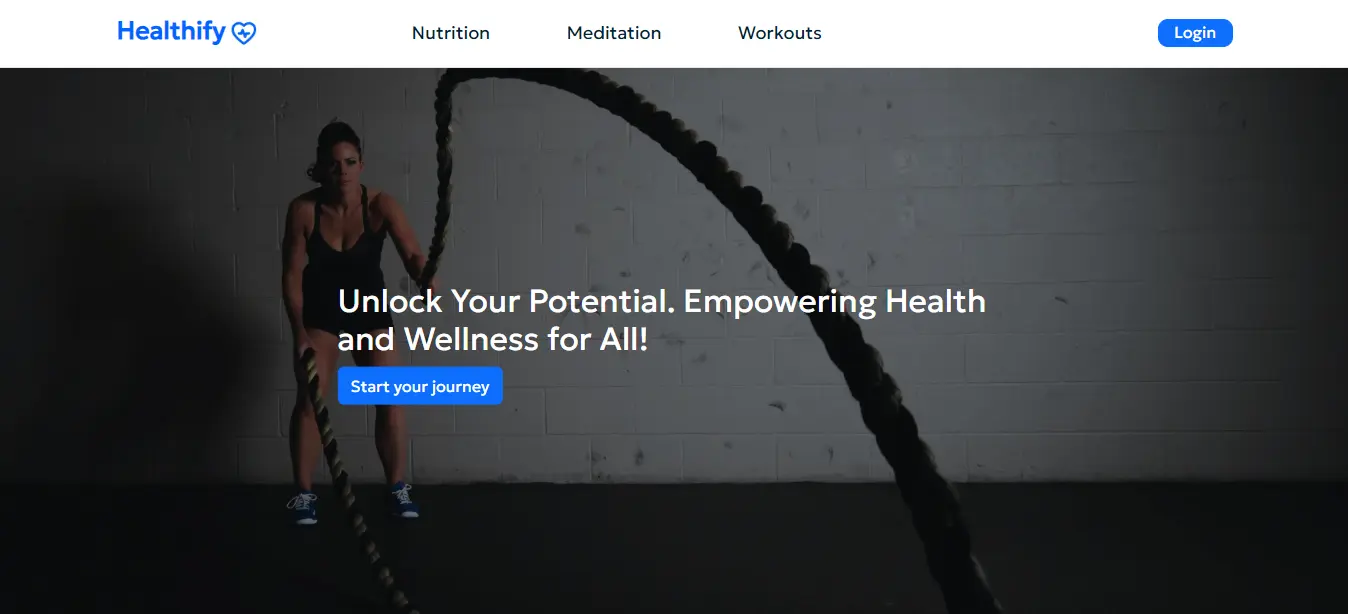 Healthify
Nutrition
Meditation
Workouts
Login
Unlock Your Potential. Empowering Health
and Wellness for All!
Start your journey